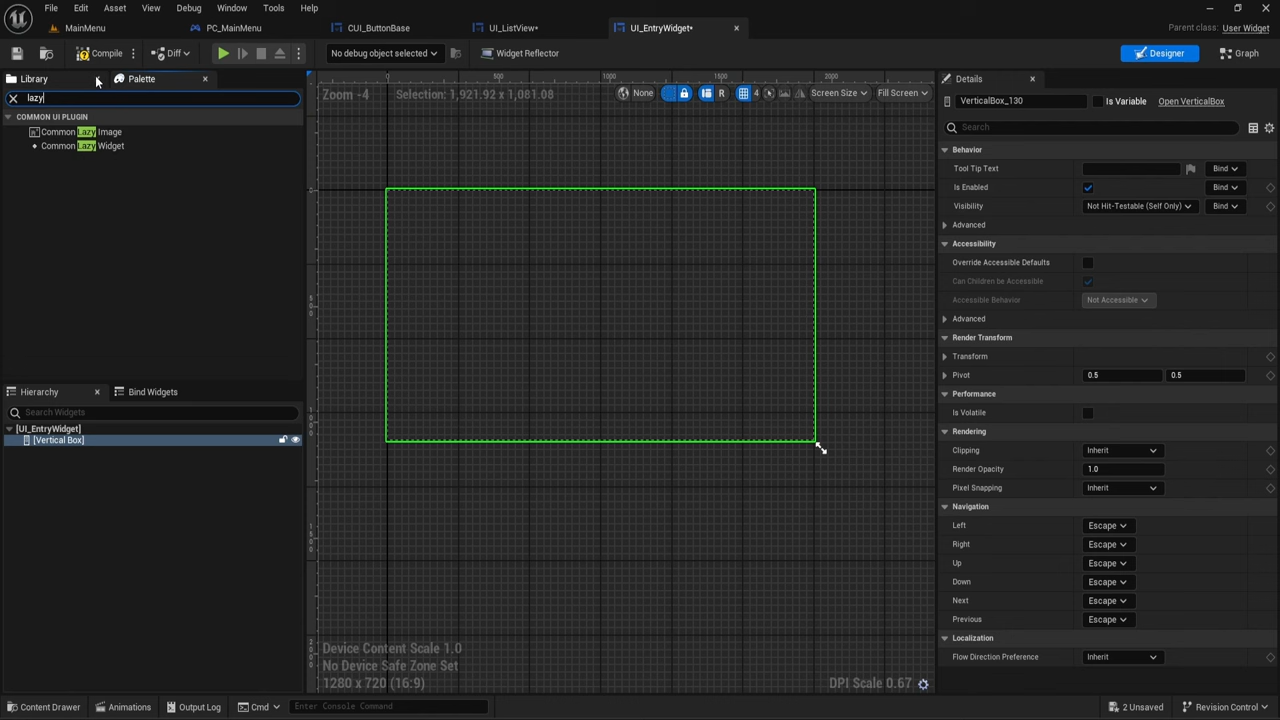 File Edit Asset View Debug Window Tools Help
MainMenu PC_MainMenu CUI_ButtonBase UI_ListView• UI_EntryWidget• Parent class: User Widget
Compile Diff No debug object selected Widget Reflector Designer Graph
Library Palette
lazy
COMMON UI PLUGIN
Common Lazy Image
Common Lazy Widget
Hierarchy Bind Widgets
Search Widgets
[UI_EntryWidget]
[Vertical Box]
0 500 1000 1500 2000
Zoom -4 Selection: 1,921.92 x 1,081.08 None R 4 Screen Size Fill Screen
Device Content Scale 1.0
No Device Safe Zone Set
1280 x 720 (16:9) DPI Scale 0.67
Details
VerticalBox_130 Is Variable Open VerticalBox
Search
Behavior
Tool Tip Text Bind
Is Enabled Bind
Visibility Not Hit-Testable (Self Only) Bind
Advanced
Accessibility
Override Accessible Defaults
Can Children be Accessible
Accessible Behavior Not Accessible
Advanced
Render Transform
Transform
Pivot 0.5 0.5
Performance
Is Volatile
Rendering
Clipping Inherit
Render Opacity 1.0
Pixel Snapping Inherit
Navigation
Left Escape
Right Escape
Up Escape
Down Escape
Next Escape
Previous Escape
Localization
Flow Direction Preference Inherit
Content Drawer Animations Output Log Cmd Enter Console Command 2 Unsaved Revision Control